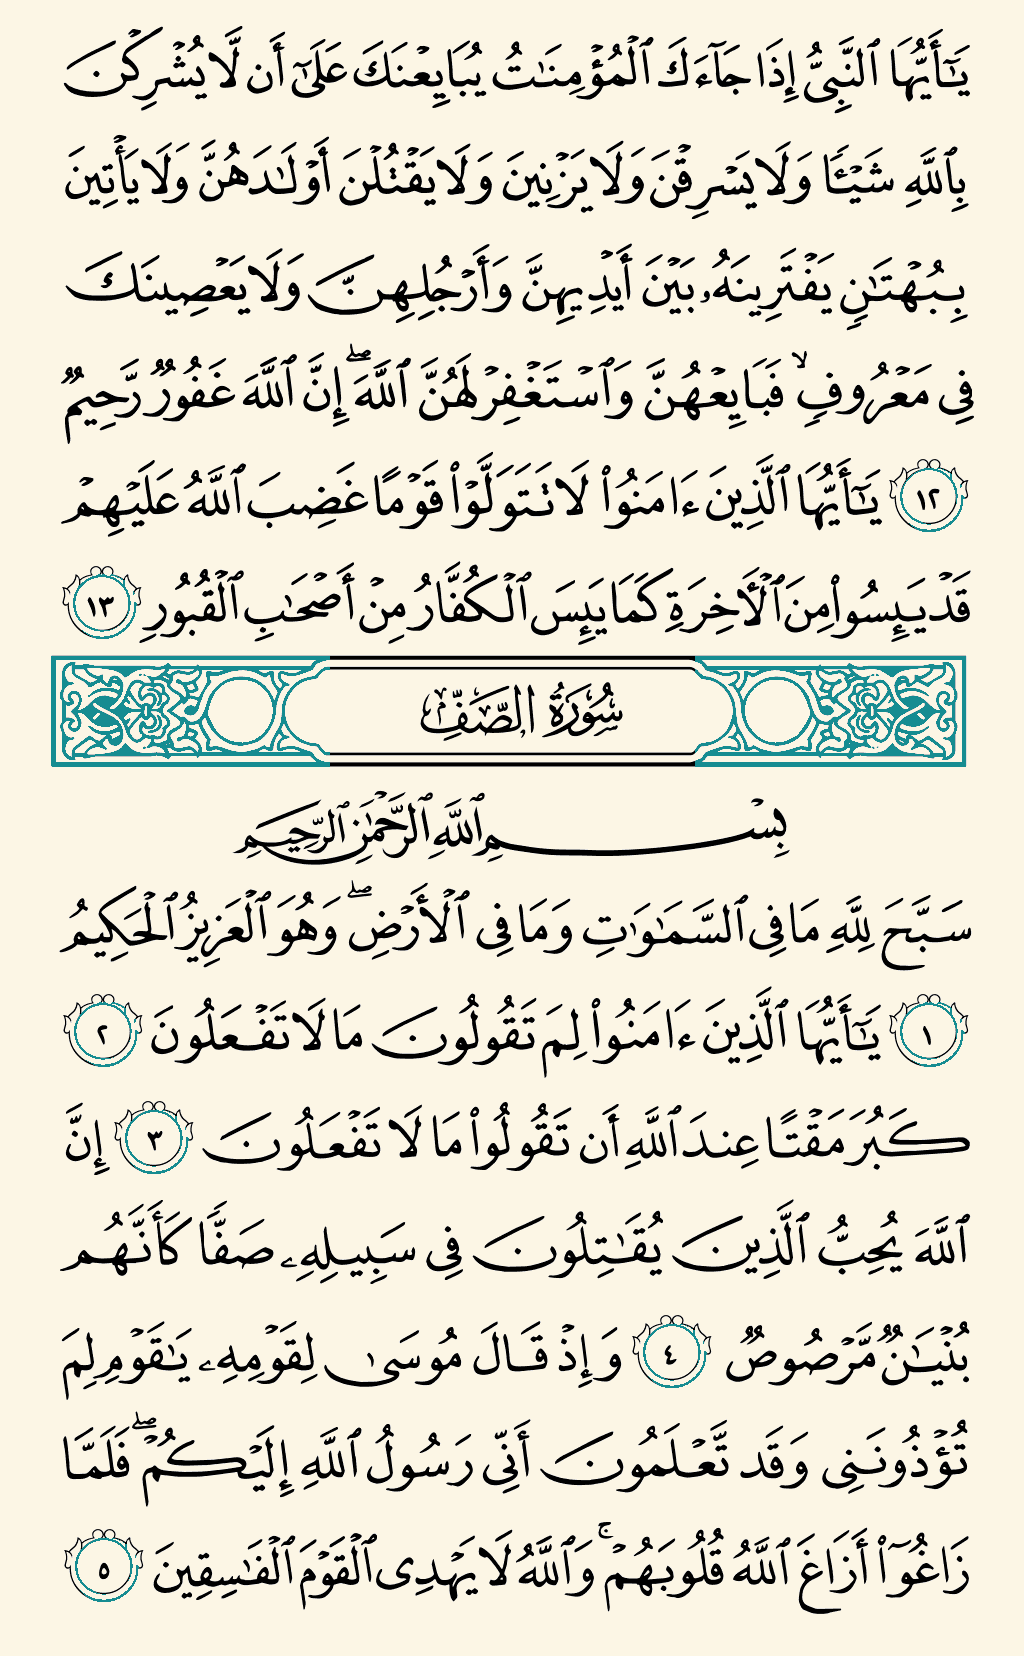 يَٰٓأَيُّهَا ٱلنَّبِىُّ إِذَا جَآءَكَ ٱلْمُؤْمِنَٰتُ يُبَايِعْنَكَ عَلَىٰٓ أَن لَّا يُشْرِكْنَ
بِٱللَّهِ شَيْـًٔا وَلَا يَسْرِقْنَ وَلَا يَزْنِينَ وَلَا يَقْتُلْنَ أَوْلَٰدَهُنَّ وَلَا يَأْتِينَ
بِبُهْتَٰنٍ يَفْتَرِينَهُۥ بَيْنَ أَيْدِيهِنَّ وَأَرْجُلِهِنَّ وَلَا يَعْصِينَكَ
فِى مَعْرُوفٍ ۙ فَبَايِعْهُنَّ وَٱسْتَغْفِرْ لَهُنَّ ٱللَّهَ ۖ إِنَّ ٱللَّهَ غَفُورٌ رَّحِيمٌ
١٢ يَٰٓأَيُّهَا ٱلَّذِينَ ءَامَنُوا۟ لَا تَتَوَلَّوْا۟ قَوْمًا غَضِبَ ٱللَّهُ عَلَيْهِمْ
قَدْ يَئِسُوا۟ مِنَ ٱلْـَٔاخِرَةِ كَمَا يَئِسَ ٱلْكُفَّارُ مِنْ أَصْحَٰبِ ٱلْقُبُورِ ١٣
سُورَةُ الصَّفِّ
بِسْمِ ٱللَّهِ ٱلرَّحْمَٰنِ ٱلرَّحِيمِ
سَبَّحَ لِلَّهِ مَا فِى ٱلسَّمَٰوَٰتِ وَمَا فِى ٱلْأَرْضِ ۖ وَهُوَ ٱلْعَزِيزُ ٱلْحَكِيمُ
١ يَٰٓأَيُّهَا ٱلَّذِينَ ءَامَنُوا۟ لِمَ تَقُولُونَ مَا لَا تَفْعَلُونَ ٢
كَبُرَ مَقْتًا عِندَ ٱللَّهِ أَن تَقُولُوا۟ مَا لَا تَفْعَلُونَ ٣ إِنَّ
ٱللَّهَ يُحِبُّ ٱلَّذِينَ يُقَٰتِلُونَ فِى سَبِيلِهِۦ صَفًّا كَأَنَّهُم
بُنْيَٰنٌ مَّرْصُوصٌ ٤ وَإِذْ قَالَ مُوسَىٰ لِقَوْمِهِۦ يَٰقَوْمِ لِمَ
تُؤْذُونَنِى وَقَد تَّعْلَمُونَ أَنِّى رَسُولُ ٱللَّهِ إِلَيْكُمْ ۖ فَلَمَّا
زَاغُوٓا۟ أَزَاغَ ٱللَّهُ قُلُوبَهُمْ ۚ وَٱللَّهُ لَا يَهْدِى ٱلْقَوْمَ ٱلْفَٰسِقِينَ ٥